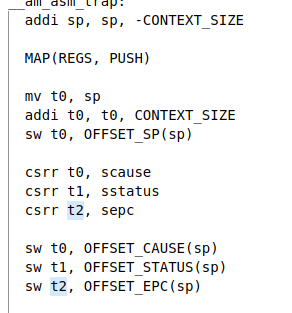 __am_asm_trap:
addi sp, sp, -CONTEXT_SIZE
MAP(REGS, PUSH)
mv t0, sp
addi t0, t0, CONTEXT_SIZE
sw t0, OFFSET_SP(sp)
csrr t0, scause
csrr t1, sstatus
csrr t2, sepc
sw t0, OFFSET_CAUSE(sp)
sw t1, OFFSET_STATUS(sp)
sw t2, OFFSET_EPC(sp)